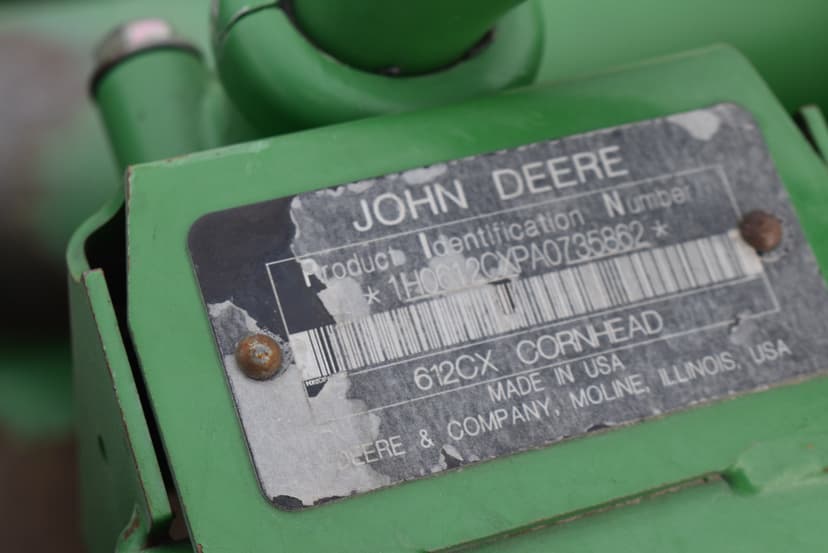 JOHN DEERE
Product Identification Number
* 1H0612CXPA0735862 *
612CX CORNHEAD
MADE IN USA
DEERE & COMPANY, MOLINE, ILLINOIS, USA